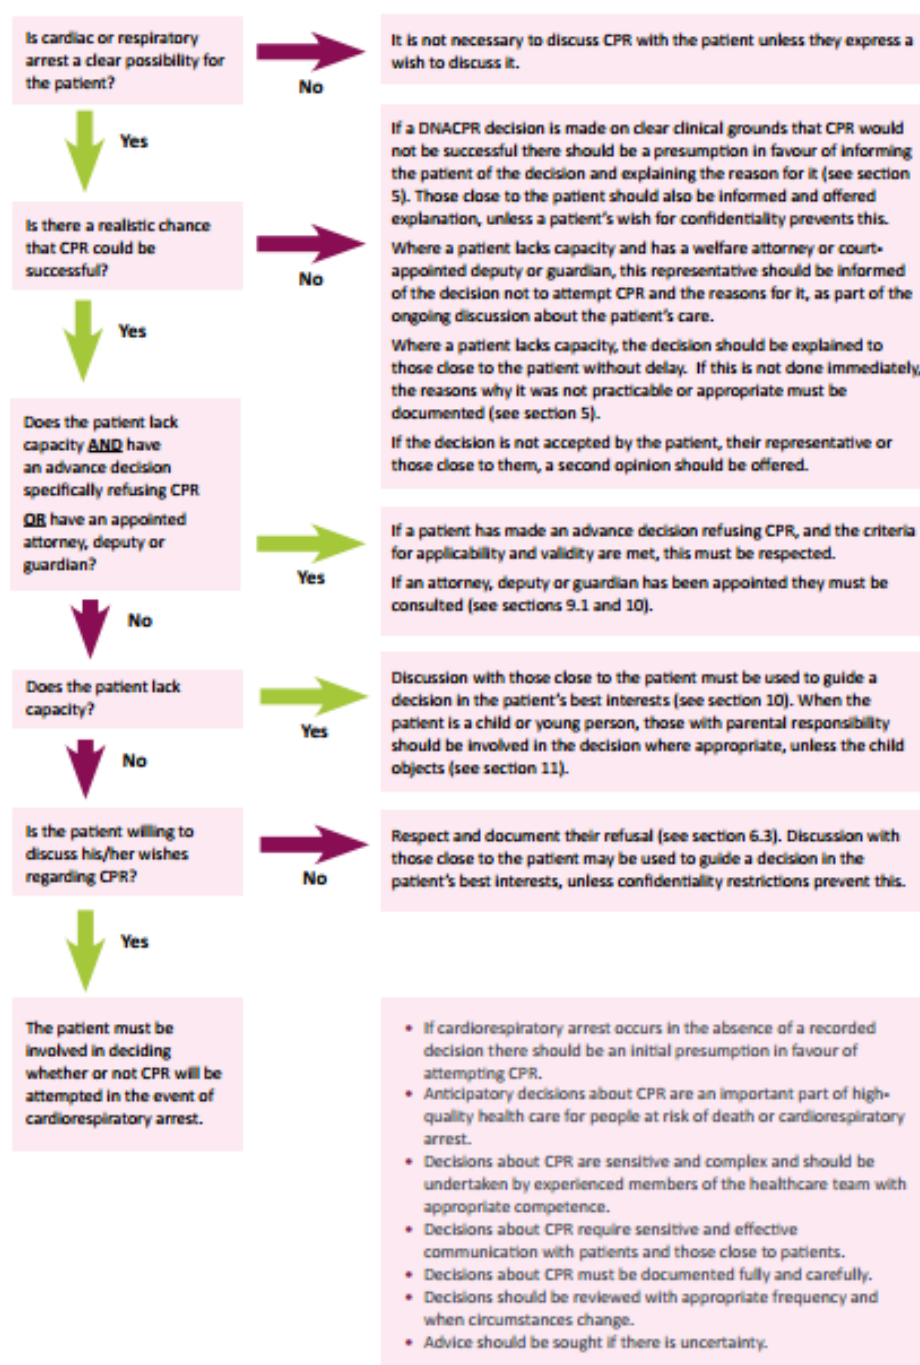 Is cardiac or respiratory
arrest a clear possibility for
the patient?
No
It is not necessary to discuss CPR with the patient unless they express a
wish to discuss it.
Yes
Is there a realistic chance
that CPR could be
successful?
No
If a DNACPR decision is made on clear clinical grounds that CPR would
not be successful there should be a presumption in favour of informing
the patient of the decision and explaining the reason for it (see section
5). Those close to the patient should also be informed and offered
explanation, unless a patient's wish for confidentiality prevents this.
Where a patient lacks capacity and has a welfare attorney or court-
appointed deputy or guardian, this representative should be informed
of the decision not to attempt CPR and the reasons for it, as part of the
ongoing discussion about the patient's care.
Where a patient lacks capacity, the decision should be explained to
those close to the patient without delay. If this is not done immediately,
the reasons why it was not practicable or appropriate must be
documented (see section 5).
If the decision is not accepted by the patient, their representative or
those close to them, a second opinion should be offered.
Yes
Does the patient lack
capacity AND have
an advance decision
specifically refusing CPR
OR have an appointed
attorney, deputy or
guardian?
Yes
If a patient has made an advance decision refusing CPR, and the criteria
for applicability and validity are met, this must be respected.
If an attorney, deputy or guardian has been appointed they must be
consulted (see sections 9.1 and 10).
No
Does the patient lack
capacity?
Yes
Discussion with those close to the patient must be used to guide a
decision in the patient's best interests (see section 10). When the
patient is a child or young person, those with parental responsibility
should be involved in the decision where appropriate, unless the child
objects (see section 11).
No
Is the patient willing to
discuss his/her wishes
regarding CPR?
No
Respect and document their refusal (see section 6.3). Discussion with
those close to the patient may be used to guide a decision in the
patient's best interests, unless confidentiality restrictions prevent this.
Yes
The patient must be
involved in deciding
whether or not CPR will be
attempted in the event of
cardiorespiratory arrest.
• If cardiorespiratory arrest occurs in the absence of a recorded
decision there should be an initial presumption in favour of
attempting CPR.
• Anticipatory decisions about CPR are an important part of high-
quality health care for people at risk of death or cardiorespiratory
arrest.
• Decisions about CPR are sensitive and complex and should be
undertaken by experienced members of the healthcare team with
appropriate competence.
• Decisions about CPR require sensitive and effective
communication with patients and those close to patients.
• Decisions about CPR must be documented fully and carefully.
• Decisions should be reviewed with appropriate frequency and
when circumstances change.
• Advice should be sought if there is uncertainty.